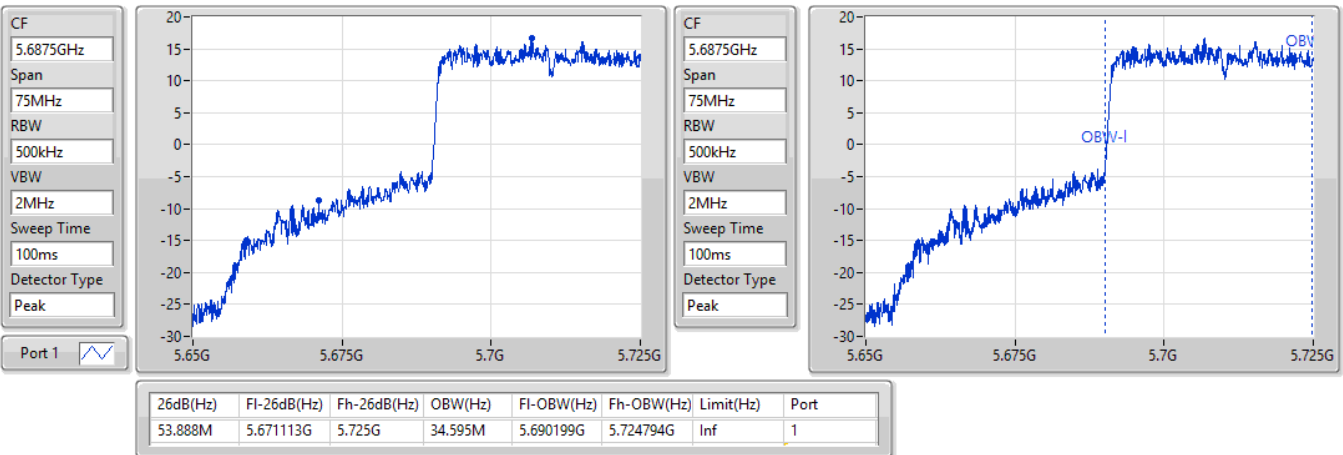 CF
5.6875GHz
Span
75MHz
RBW
500kHz
VBW
2MHz
Sweep Time
100ms
Detector Type
Peak
Port 1
20
15
10
5
0
-5
-10
-15
-20
-25
-30
5.65G 5.675G 5.7G 5.725G
CF
5.6875GHz
Span
75MHz
RBW
500kHz
VBW
2MHz
Sweep Time
100ms
Detector Type
Peak
20
15
10
5
0
-5
-10
-15
-20
-25
-30
OBW-l
OBV
5.65G 5.675G 5.7G 5.725G
26dB(Hz) Fl-26dB(Hz) Fh-26dB(Hz) OBW(Hz) Fl-OBW(Hz) Fh-OBW(Hz) Limit(Hz) Port
53.888M 5.671113G 5.725G 34.595M 5.690199G 5.724794G Inf 1